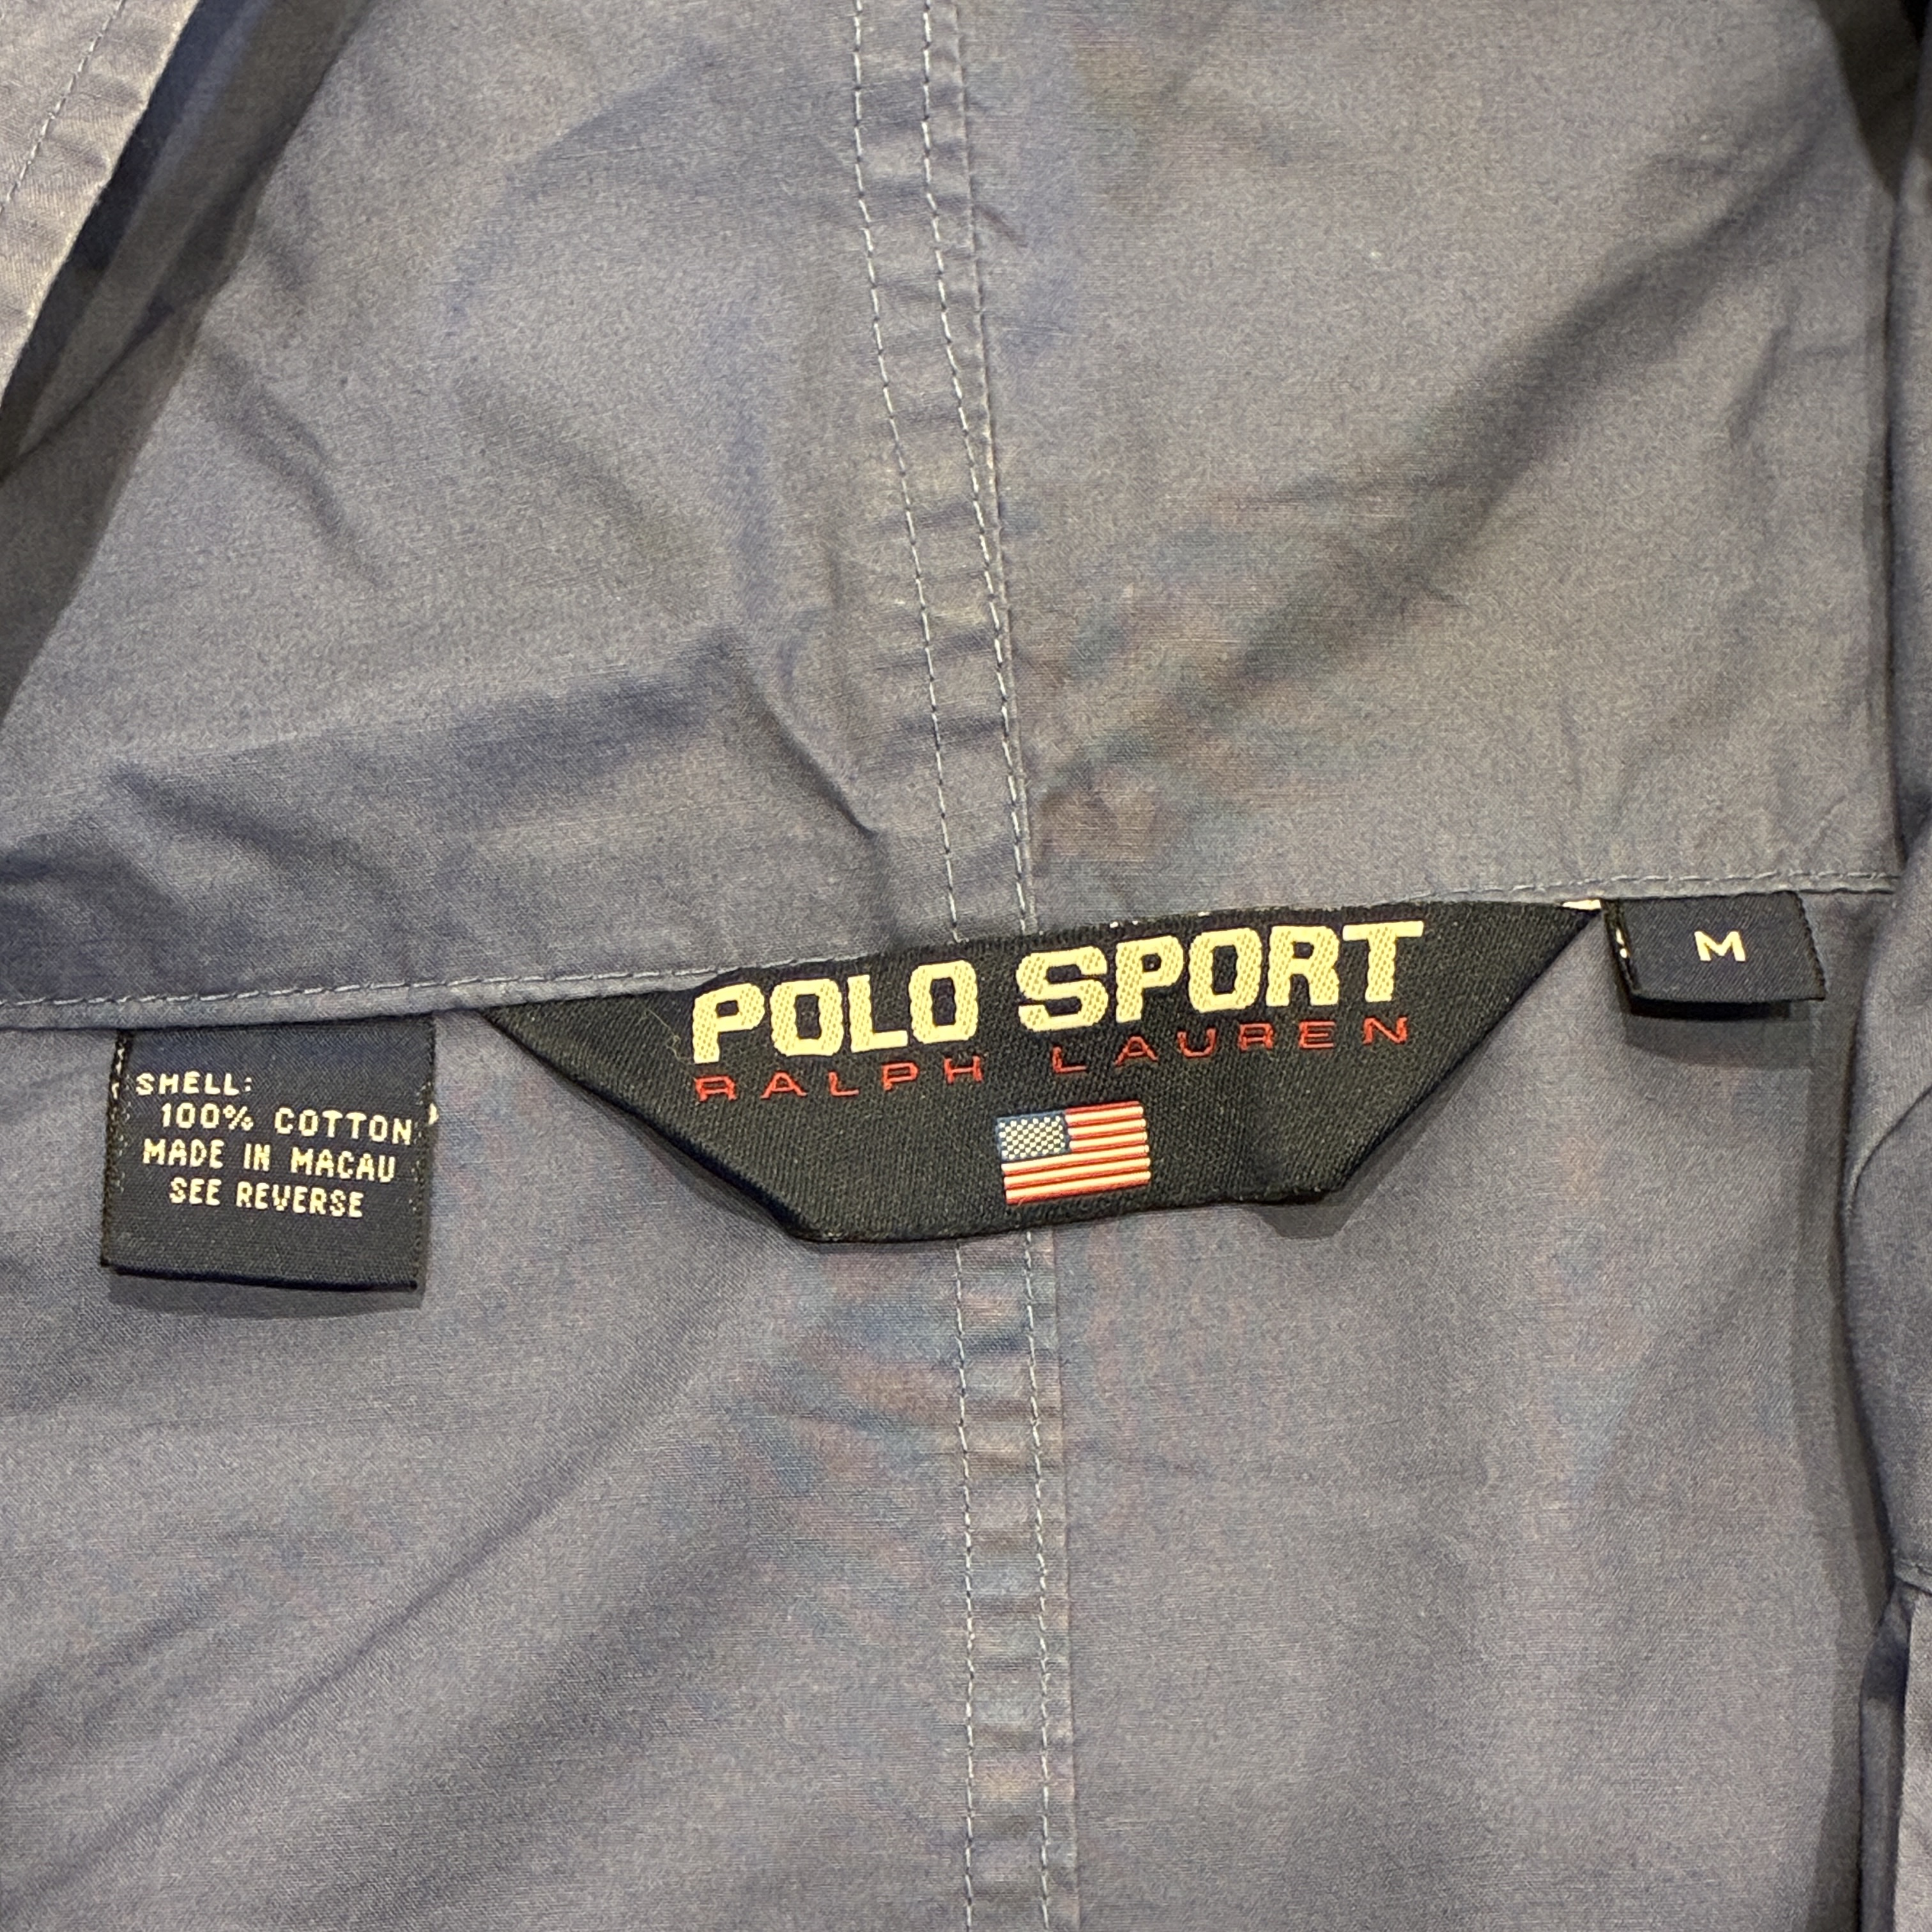 POLO SPORT
RALPH LAUREN
M
SHELL:
100% COTTON
MADE IN MACAU
SEE REVERSE